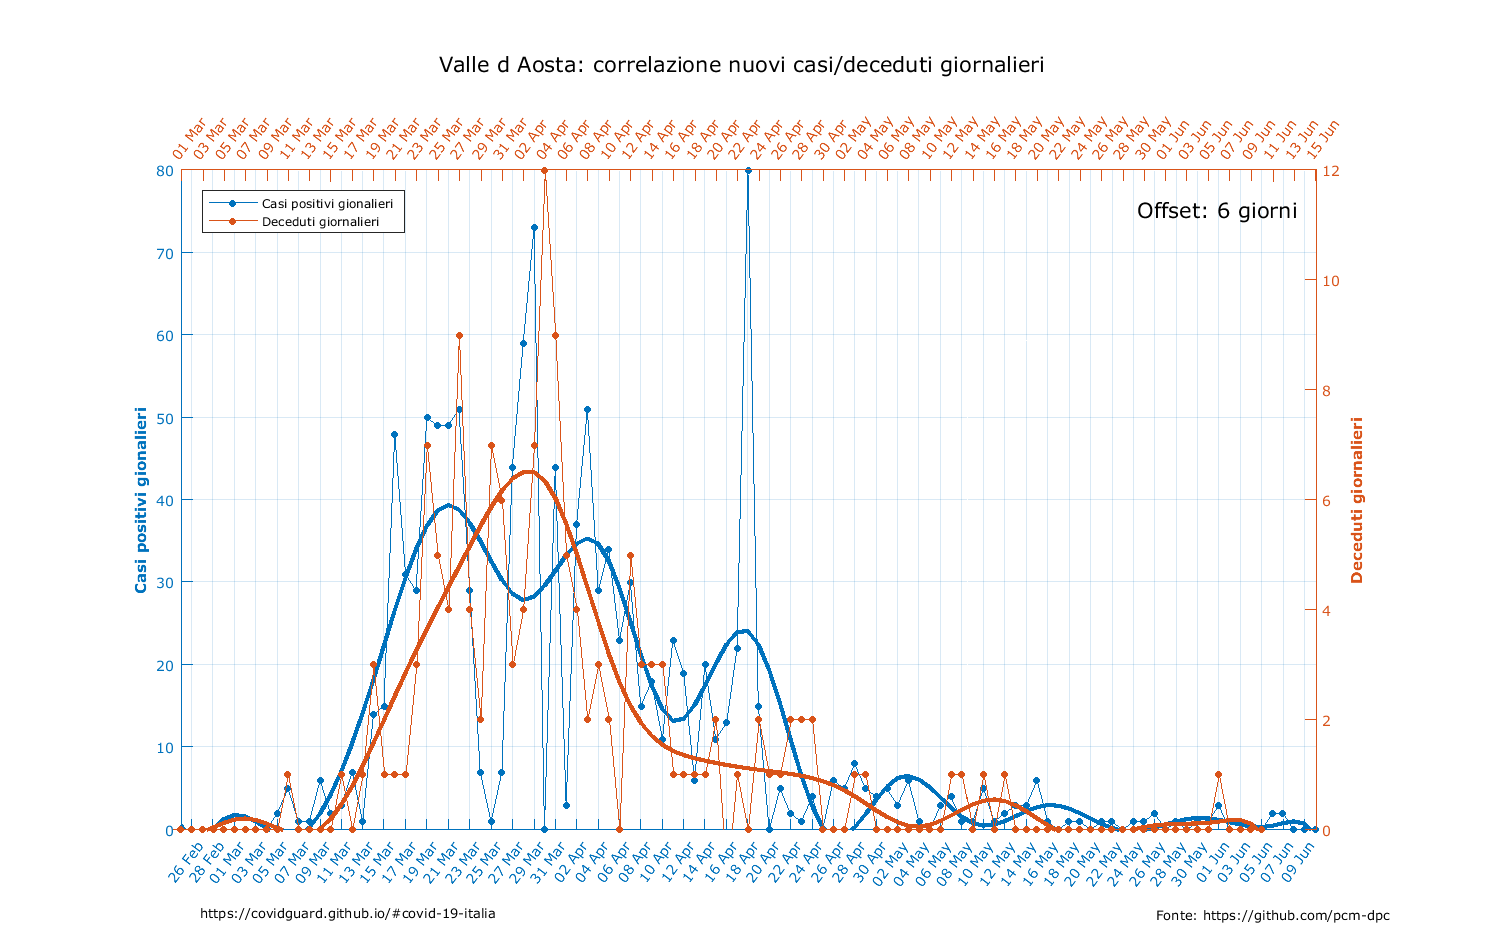 Valle d Aosta: correlazione nuovi casi/deceduti giornalieri
01 Mar
03 Mar
05 Mar
07 Mar
09 Mar
11 Mar
13 Mar
15 Mar
17 Mar
19 Mar
21 Mar
23 Mar
25 Mar
27 Mar
29 Mar
31 Mar
02 Apr
04 Apr
06 Apr
08 Apr
10 Apr
12 Apr
14 Apr
16 Apr
18 Apr
20 Apr
22 Apr
24 Apr
26 Apr
28 Apr
30 Apr
02 May
04 May
06 May
08 May
10 May
12 May
14 May
16 May
18 May
20 May
22 May
24 May
26 May
28 May
30 May
01 Jun
03 Jun
05 Jun
07 Jun
09 Jun
11 Jun
13 Jun
15 Jun
Casi positivi gionalieri
Deceduti giornalieri
Offset: 6 giorni
80
70
60
50
40
30
20
10
0
Casi positivi gionalieri
12
10
8
6
4
2
0
Deceduti giornalieri
26 Feb
28 Feb
01 Mar
03 Mar
05 Mar
07 Mar
09 Mar
11 Mar
13 Mar
15 Mar
17 Mar
19 Mar
21 Mar
23 Mar
25 Mar
27 Mar
29 Mar
31 Mar
02 Apr
04 Apr
06 Apr
08 Apr
10 Apr
12 Apr
14 Apr
16 Apr
18 Apr
20 Apr
22 Apr
24 Apr
26 Apr
28 Apr
30 Apr
02 May
04 May
06 May
08 May
10 May
12 May
14 May
16 May
18 May
20 May
22 May
24 May
26 May
28 May
30 May
01 Jun
03 Jun
05 Jun
07 Jun
09 Jun
https://covidguard.github.io/#covid-19-italia
Fonte: https://github.com/pcm-dpc